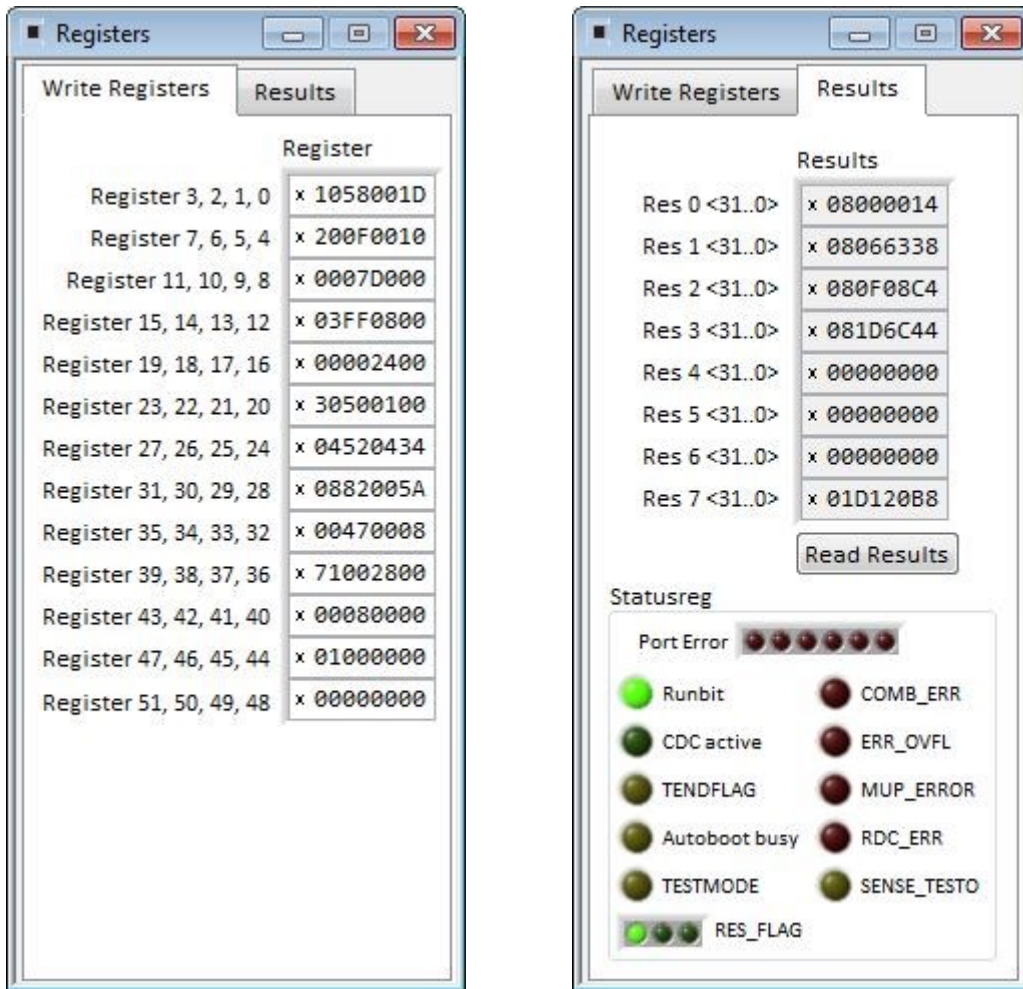 Registers
Write Registers
Results
Register
Register 3, 2, 1, 0 x 1058001D
Register 7, 6, 5, 4 x 200F0010
Register 11, 10, 9, 8 x 0007D000
Register 15, 14, 13, 12 x 03FF0800
Register 19, 18, 17, 16 x 00002400
Register 23, 22, 21, 20 x 30500100
Register 27, 26, 25, 24 x 04520434
Register 31, 30, 29, 28 x 0882005A
Register 35, 34, 33, 32 x 00470008
Register 39, 38, 37, 36 x 71002800
Register 43, 42, 41, 40 x 00080000
Register 47, 46, 45, 44 x 01000000
Register 51, 50, 49, 48 x 00000000
Registers
Write Registers
Results
Results
Res 0 <31..0> x 08000014
Res 1 <31..0> x 08066338
Res 2 <31..0> x 080F08C4
Res 3 <31..0> x 081D6C44
Res 4 <31..0> x 00000000
Res 5 <31..0> x 00000000
Res 6 <31..0> x 00000000
Res 7 <31..0> x 01D120B8
Read Results
Statusreg
Port Error
Runbit COMB_ERR
CDC active ERR_OVFL
TENDFLAG MUP_ERROR
Autoboot busy RDC_ERR
TESTMODE SENSE_TESTO
RES_FLAG